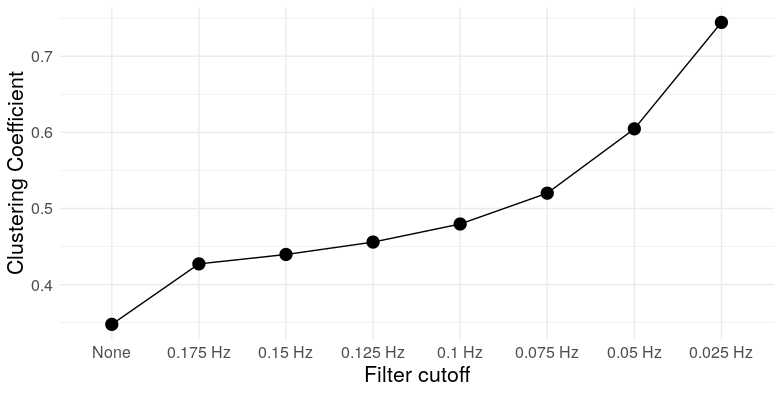 Clustering Coefficient
0.7
0.6
0.5
0.4
None 0.175 Hz 0.15 Hz 0.125 Hz 0.1 Hz 0.075 Hz 0.05 Hz 0.025 Hz
Filter cutoff